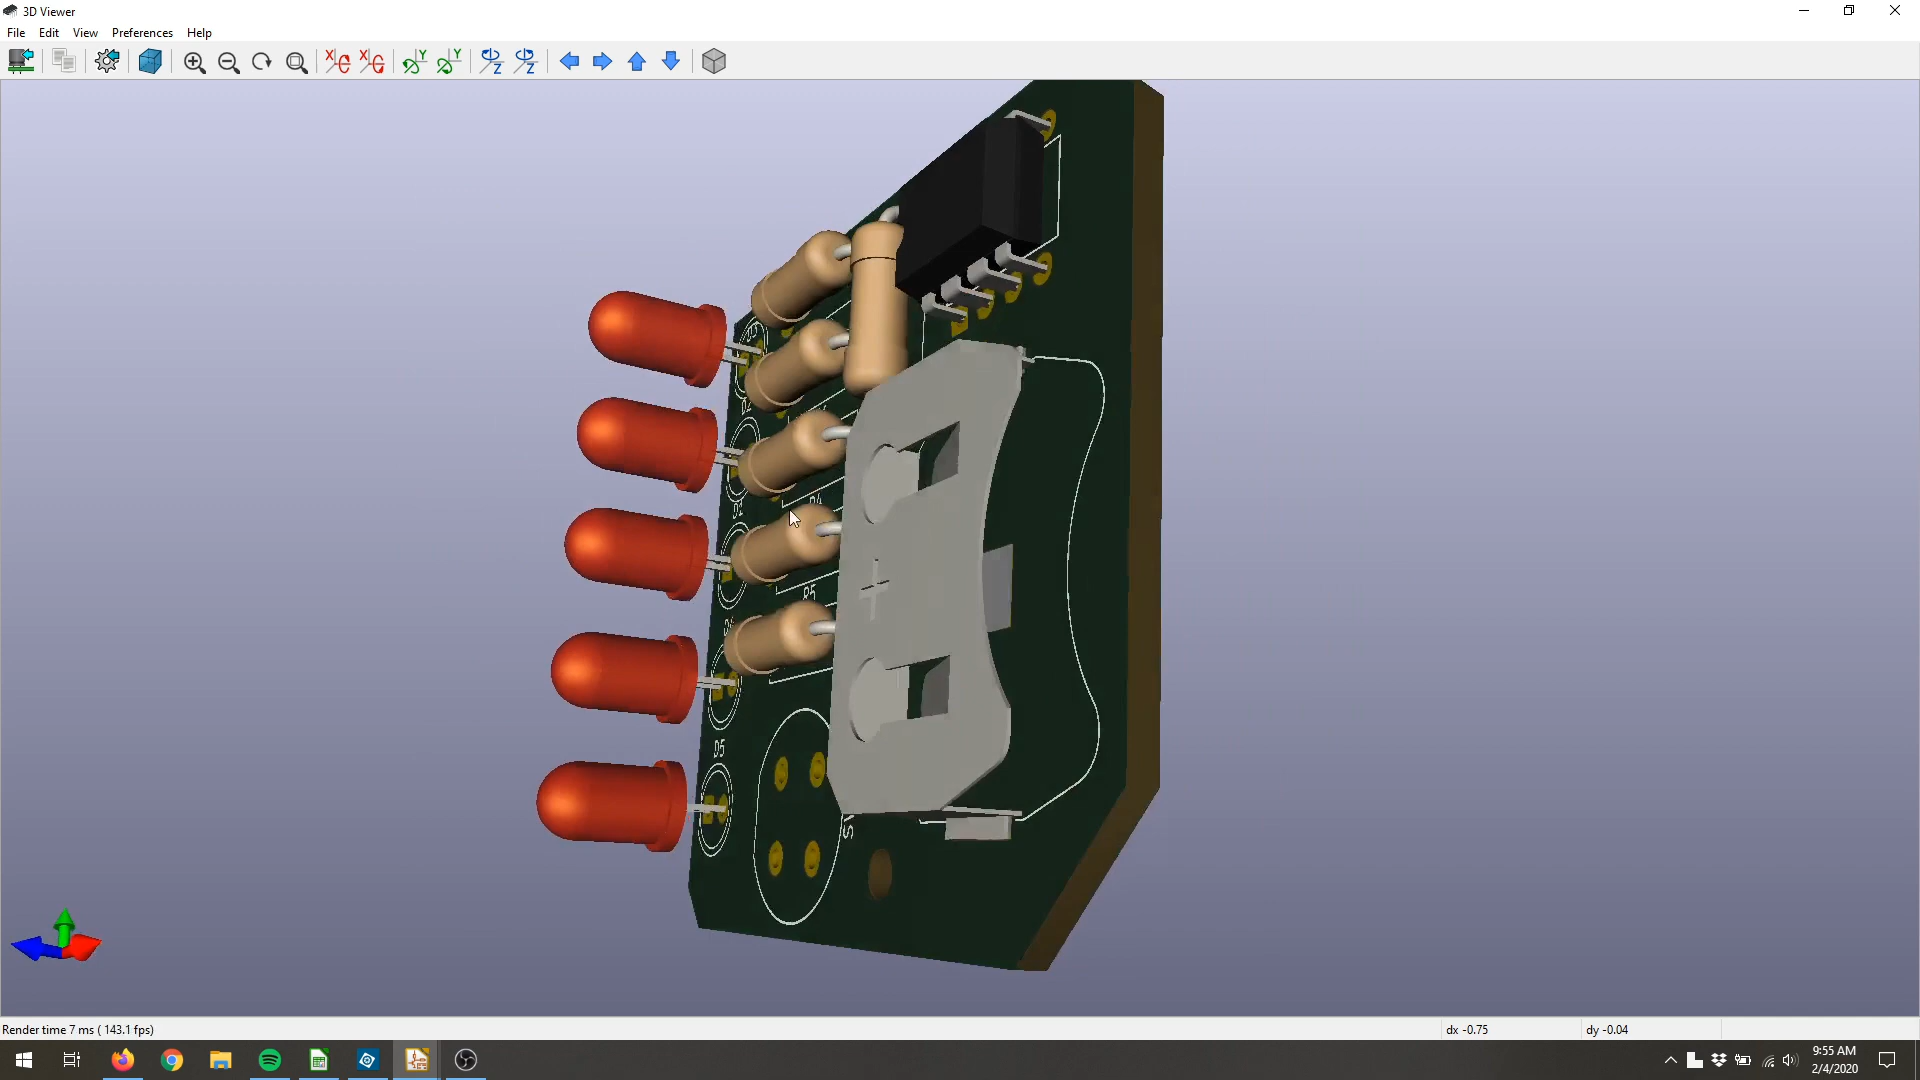 3D Viewer
File Edit View Preferences Help
D5
R5
Render time 7 ms ( 143.1 fps)
dx -0.75
dy -0.04
9:55 AM
2/4/2020